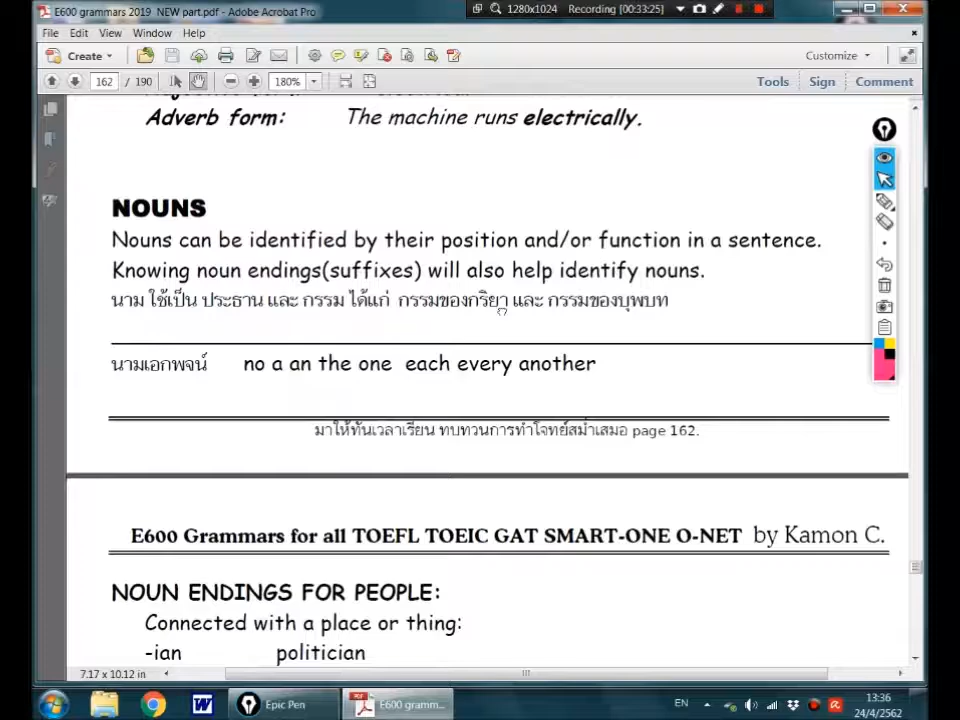 E600 grammars 2019 NEW part.pdf - Adobe Acrobat Pro
1280x1024 Recording [00:33:25]
File Edit View Window Help
Create Customize
162 / 190 180% Tools Sign Comment
Adverb form: The machine runs electrically.
NOUNS
Nouns can be identified by their position and/or function in a sentence.
Knowing noun endings(suffixes) will also help identify nouns.
นาม ใช้เป็น ประธาน และ กรรม ได้แก่ กรรมของกริยา และ กรรมของบุพบท
นามเอกพจน์ no a an the one each every another
มาให้ทันเวลาเรียน ทบทวนการทำโจทย์สม่ำเสมอ page 162.
E600 Grammars for all TOEFL TOEIC GAT SMART-ONE O-NET by Kamon C.
NOUN ENDINGS FOR PEOPLE:
Connected with a place or thing:
-ian politician
7.17 x 10.12 in
Epic Pen E600 gramm... EN 13:36
24/4/2562